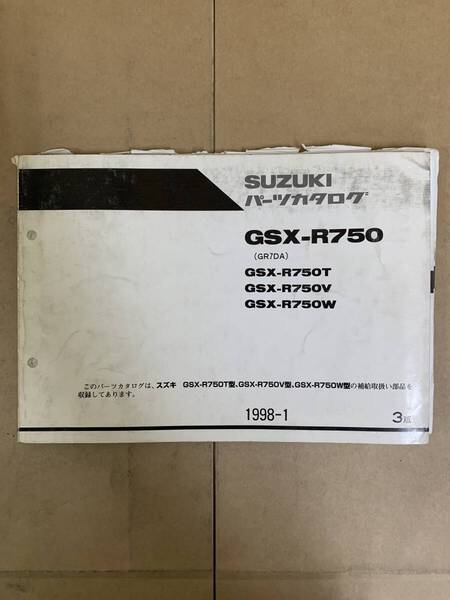 SUZUKI
パーツカタログ
GSX-R750
(GR7DA)
GSX-R750T
GSX-R750V
GSX-R750W
このパーツカタログは、スズキ GSX-R750T型、GSX-R750V型、GSX-R750W型の補給取扱い部品を
収録してあります。
1998-1
3版